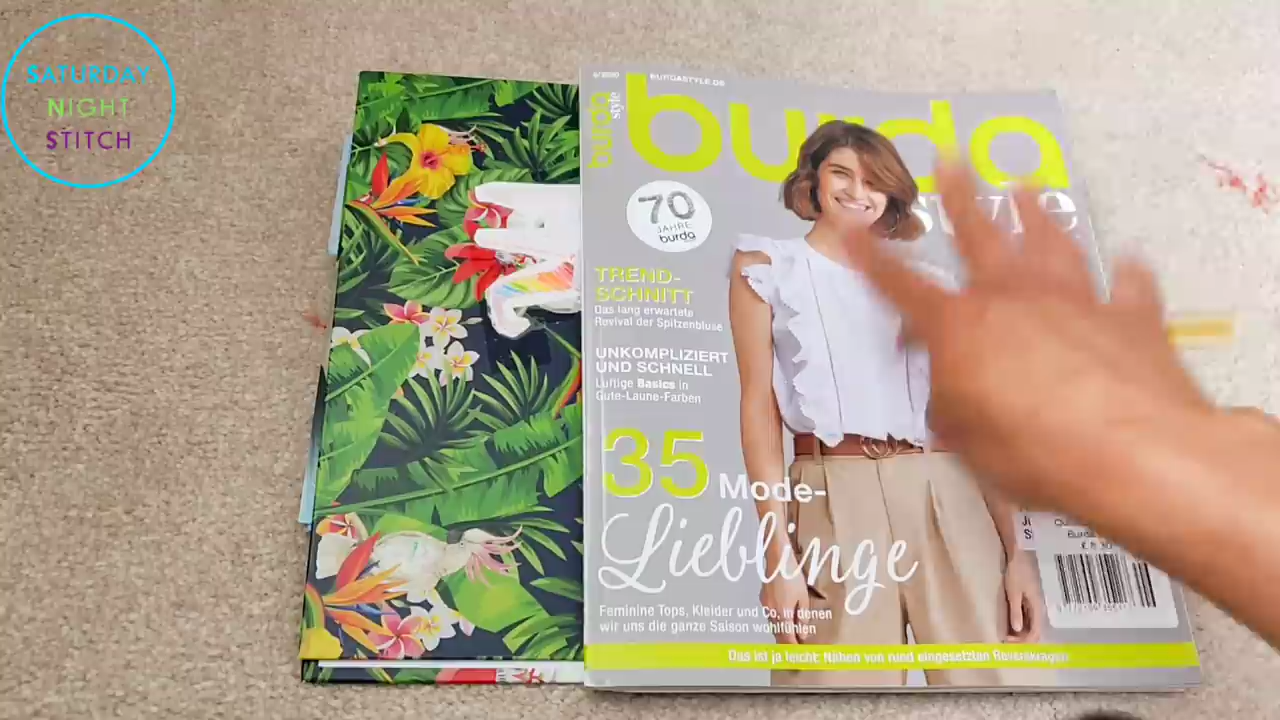 SATURDAY
NIGHT
STITCH
6/2020
BURDASTYLE.DE
burda
style
burda
style
70
JAHRE
burda
TREND-
SCHNITT
Das lang erwartete
Revival der Spitzenbluse
UNKOMPLIZIERT
UND SCHNELL
Luftige Basics in
Gute-Laune-Farben
35 Mode-
Lieblinge
Feminine Tops, Kleider und Co, in denen
wir uns die ganze Saison wohlfühlen
Das ist ja leicht: Nähen von rund eingesetzten Reverskragen